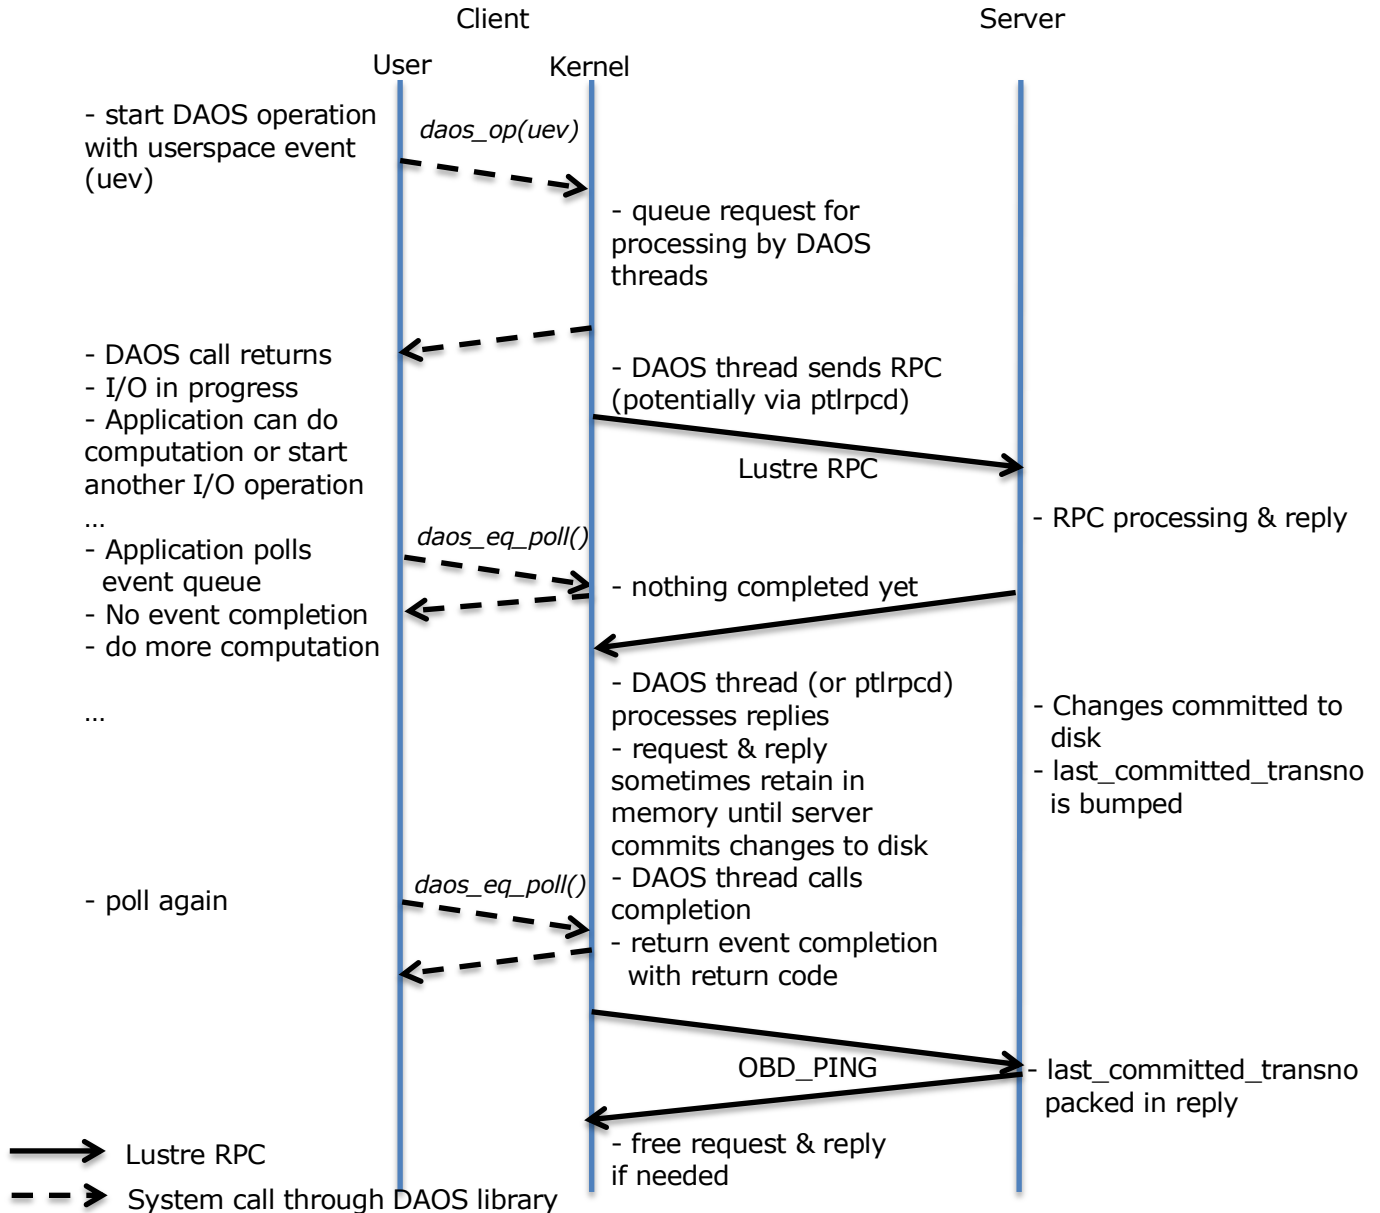 Client
Server
User
Kernel
- start DAOS operation
with userspace event
(uev)
daos_op(uev)
- queue request for
processing by DAOS
threads
- DAOS call returns
- I/O in progress
- Application can do
computation or start
another I/O operation
...
- DAOS thread sends RPC
(potentially via ptlrpcd)
Lustre RPC
- RPC processing & reply
- Application polls
event queue
- No event completion
- do more computation
daos_eq_poll()
- nothing completed yet
...
- DAOS thread (or ptlrpcd)
processes replies
- request & reply
sometimes retain in
memory until server
commits changes to disk
- DAOS thread calls
completion
- return event completion
with return code
- Changes committed to
disk
- last_committed_transno
is bumped
- poll again
daos_eq_poll()
OBD_PING
- last_committed_transno
packed in reply
- free request & reply
if needed
Lustre RPC
System call through DAOS library